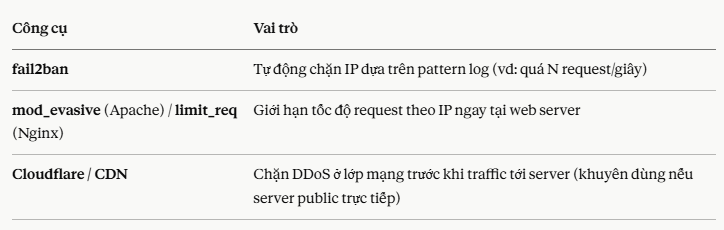 Công cụ Vai trò
fail2ban Tự động chặn IP dựa trên pattern log (vd: quá N request/giây)
mod_evasive (Apache) / limit_req Giới hạn tốc độ request theo IP ngay tại web server
(Nginx)
Cloudflare / CDN Chặn DDoS ở lớp mạng trước khi traffic tới server (khuyên dùng nếu
server public trực tiếp)